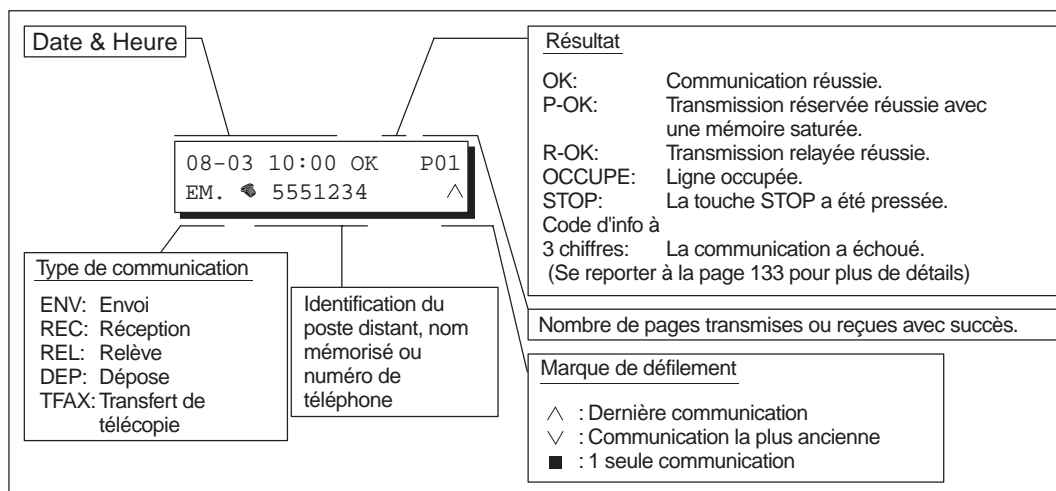 Date & Heure
08-03 10:00 OK P01
EM. 5551234 ∧
Résultat
OK: Communication réussie.
P-OK: Transmission réservée réussie avec
une mémoire saturée.
R-OK: Transmission relayée réussie.
OCCUPE: Ligne occupée.
STOP: La touche STOP a été pressée.
Code d'info à
3 chiffres: La communication a échoué.
(Se reporter à la page 133 pour plus de détails)
Type de communication
ENV: Envoi
REC: Réception
REL: Relève
DEP: Dépose
TFAX: Transfert de
télécopie
Identification du
poste distant, nom
mémorisé ou
numéro de
téléphone
Nombre de pages transmises ou reçues avec succès.
Marque de défilement
∧ : Dernière communication
∨ : Communication la plus ancienne
■ : 1 seule communication